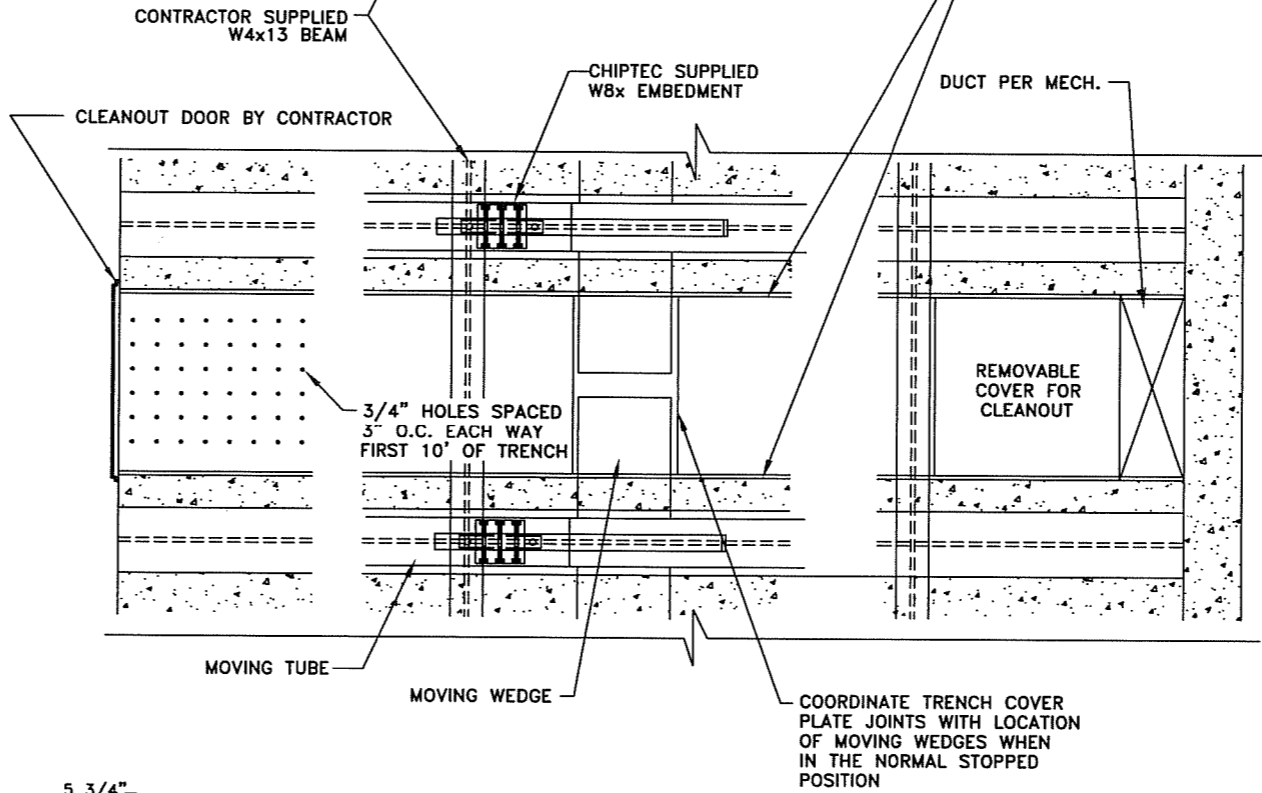 CONTRACTOR SUPPLIED
W4x13 BEAM
CHIPTEC SUPPLIED
W8x EMBEDMENT
DUCT PER MECH.
CLEANOUT DOOR BY CONTRACTOR
REMOVABLE
COVER FOR
CLEANOUT
3/4" HOLES SPACED
3" O.C. EACH WAY
FIRST 10' OF TRENCH
MOVING TUBE
MOVING WEDGE
COORDINATE TRENCH COVER
PLATE JOINTS WITH LOCATION
OF MOVING WEDGES WHEN
IN THE NORMAL STOPPED
POSITION
5 3/4"